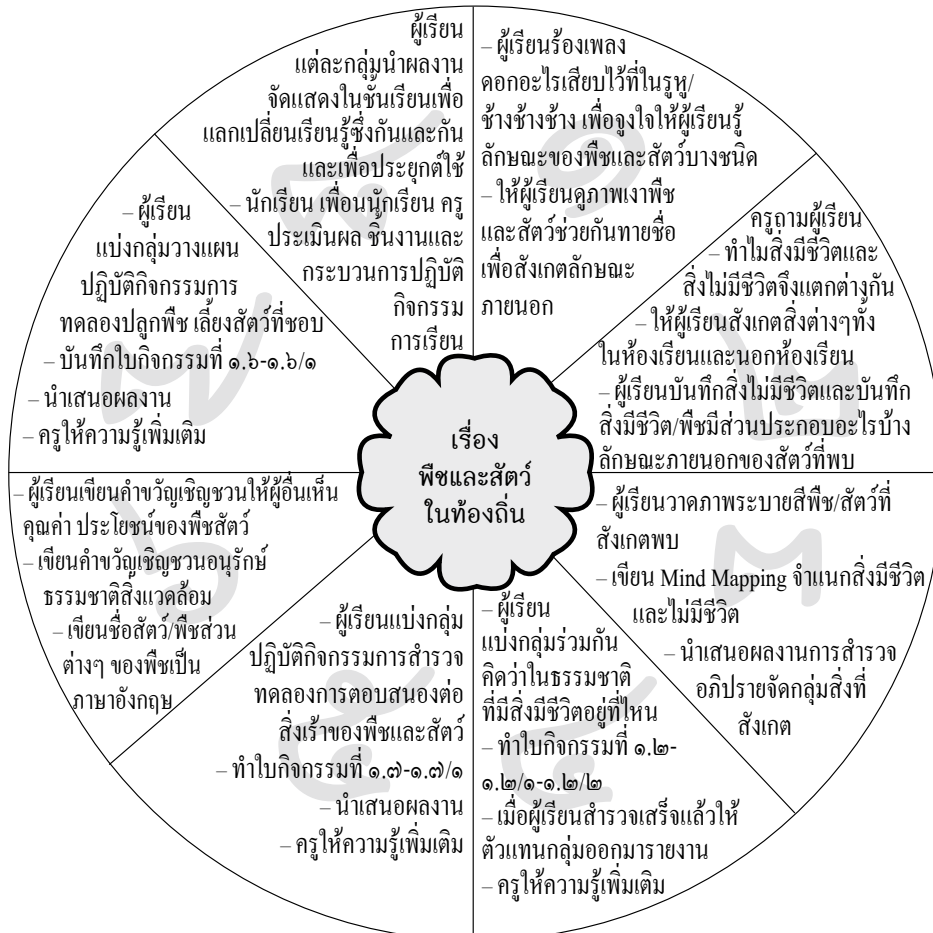 เรื่อง
พืชและสัตว์
ในท้องถิ่น
๑
– ผู้เรียนร้องเพลง
ดอกอะไรเสียบไว้ที่ในรูหู/
ช้างช้างช้าง เพื่อจูงใจให้ผู้เรียนรู้
ลักษณะของพืชและสัตว์บางชนิด
– ให้ผู้เรียนดูภาพเงาพืช
และสัตว์ช่วยกันทายชื่อ
เพื่อสังเกตลักษณะ
ภายนอก
๒
ครูถามผู้เรียน
– ทำไมสิ่งมีชีวิตและ
สิ่งไม่มีชีวิตจึงแตกต่างกัน
– ให้ผู้เรียนสังเกตสิ่งต่างๆทั้ง
ในห้องเรียนและนอกห้องเรียน
– ผู้เรียนบันทึกสิ่งไม่มีชีวิตและบันทึก
สิ่งมีชีวิต/พืชมีส่วนประกอบอะไรบ้าง
ลักษณะภายนอกของสัตว์ที่พบ
๓
– ผู้เรียนวาดภาพระบายสีพืช/สัตว์ที่
สังเกตพบ
– เขียน Mind Mapping จำแนกสิ่งมีชีวิต
และไม่มีชีวิต
– นำเสนอผลงานการสำรวจ
อภิปรายจัดกลุ่มสิ่งที่
สังเกต
๔
– ผู้เรียน
แบ่งกลุ่มร่วมกัน
คิดว่าในธรรมชาติ
ที่มีสิ่งมีชีวิตอยู่ที่ไหน
– ทำใบกิจกรรมที่ ๑.๒-
๑.๒/๑-๑.๒/๒
– เมื่อผู้เรียนสำรวจเสร็จแล้วให้
ตัวแทนกลุ่มออกมารายงาน
– ครูให้ความรู้เพิ่มเติม
๕
– ผู้เรียนแบ่งกลุ่ม
ปฏิบัติกิจกรรมการสำรวจ
ทดลองการตอบสนองต่อ
สิ่งเร้าของพืชและสัตว์
– ทำใบกิจกรรมที่ ๑.๗-๑.๗/๑
– นำเสนอผลงาน
– ครูให้ความรู้เพิ่มเติม
๖
– ผู้เรียนเขียนคำขวัญเชิญชวนให้ผู้อื่นเห็น
คุณค่า ประโยชน์ของพืชสัตว์
– เขียนคำขวัญเชิญชวนอนุรักษ์
ธรรมชาติสิ่งแวดล้อม
– เขียนชื่อสัตว์/พืชส่วน
ต่างๆ ของพืชเป็น
ภาษาอังกฤษ
๗
– ผู้เรียน
แบ่งกลุ่มวางแผน
ปฏิบัติกิจกรรมการ
ทดลองปลูกพืช เลี้ยงสัตว์ที่ชอบ
– บันทึกใบกิจกรรมที่ ๑.๖-๑.๖/๑
– นำเสนอผลงาน
– ครูให้ความรู้เพิ่มเติม
๘
ผู้เรียน
แต่ละกลุ่มนำผลงาน
จัดแสดงในชั้นเรียนเพื่อ
แลกเปลี่ยนเรียนรู้ซึ่งกันและกัน
และเพื่อประยุกต์ใช้
– นักเรียน เพื่อนนักเรียน ครู
ประเมินผล ชิ้นงานและ
กระบวนการปฏิบัติ
กิจกรรม
การเรียน